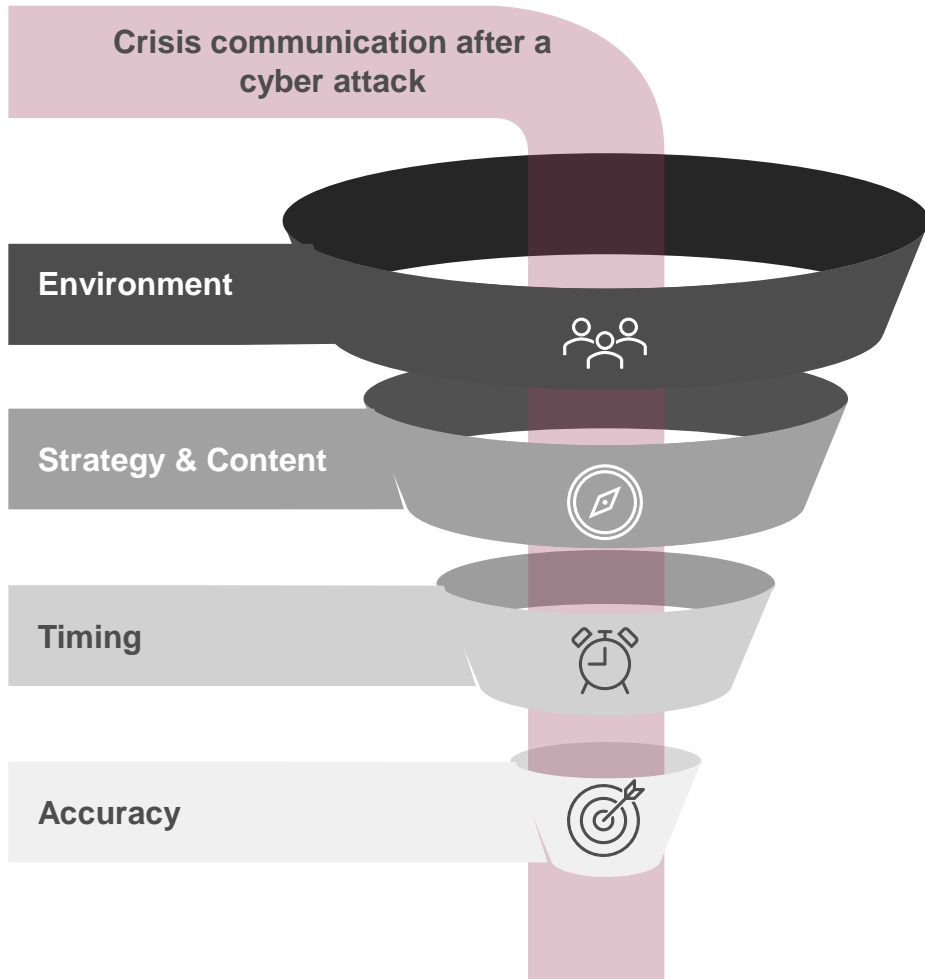 Crisis communication after a
cyber attack
Environment
Strategy & Content
Timing
Accuracy